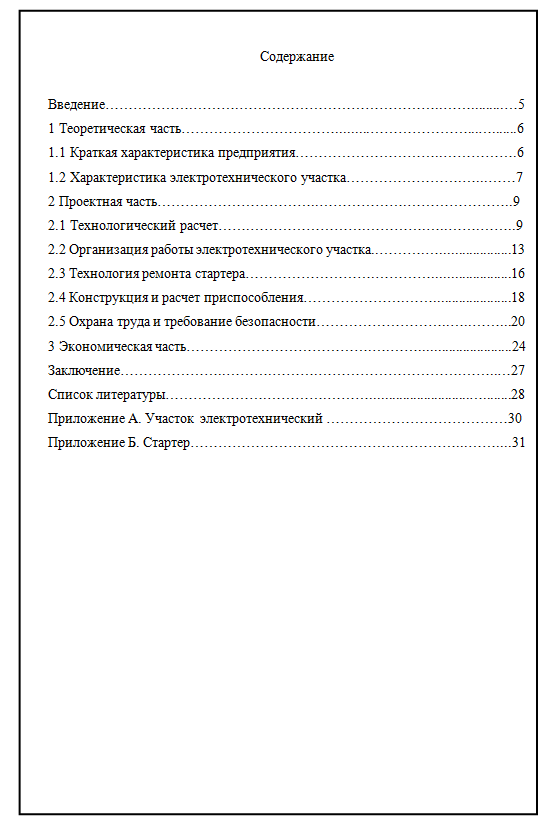 Содержание
Введение……………………………………………………….5
1 Теоретическая часть………………………………………...6
1.1 Краткая характеристика предприятия……………………6
1.2 Характеристика электротехнического участка…………7
2 Проектная часть……………………………………………9
2.1 Технологический расчет…………………………………9
2.2 Организация работы электротехнического участка…….13
2.3 Технология ремонта стартера…………………………….16
2.4 Конструкция и расчет приспособления………………….18
2.5 Охрана труда и требование безопасности……………….20
3 Экономическая часть……………………………………….24
Заключение……………………………………………………27
Список литературы……………………………………………28
Приложение А. Участок электротехнический ………………30
Приложение Б. Стартер……………………………………….31